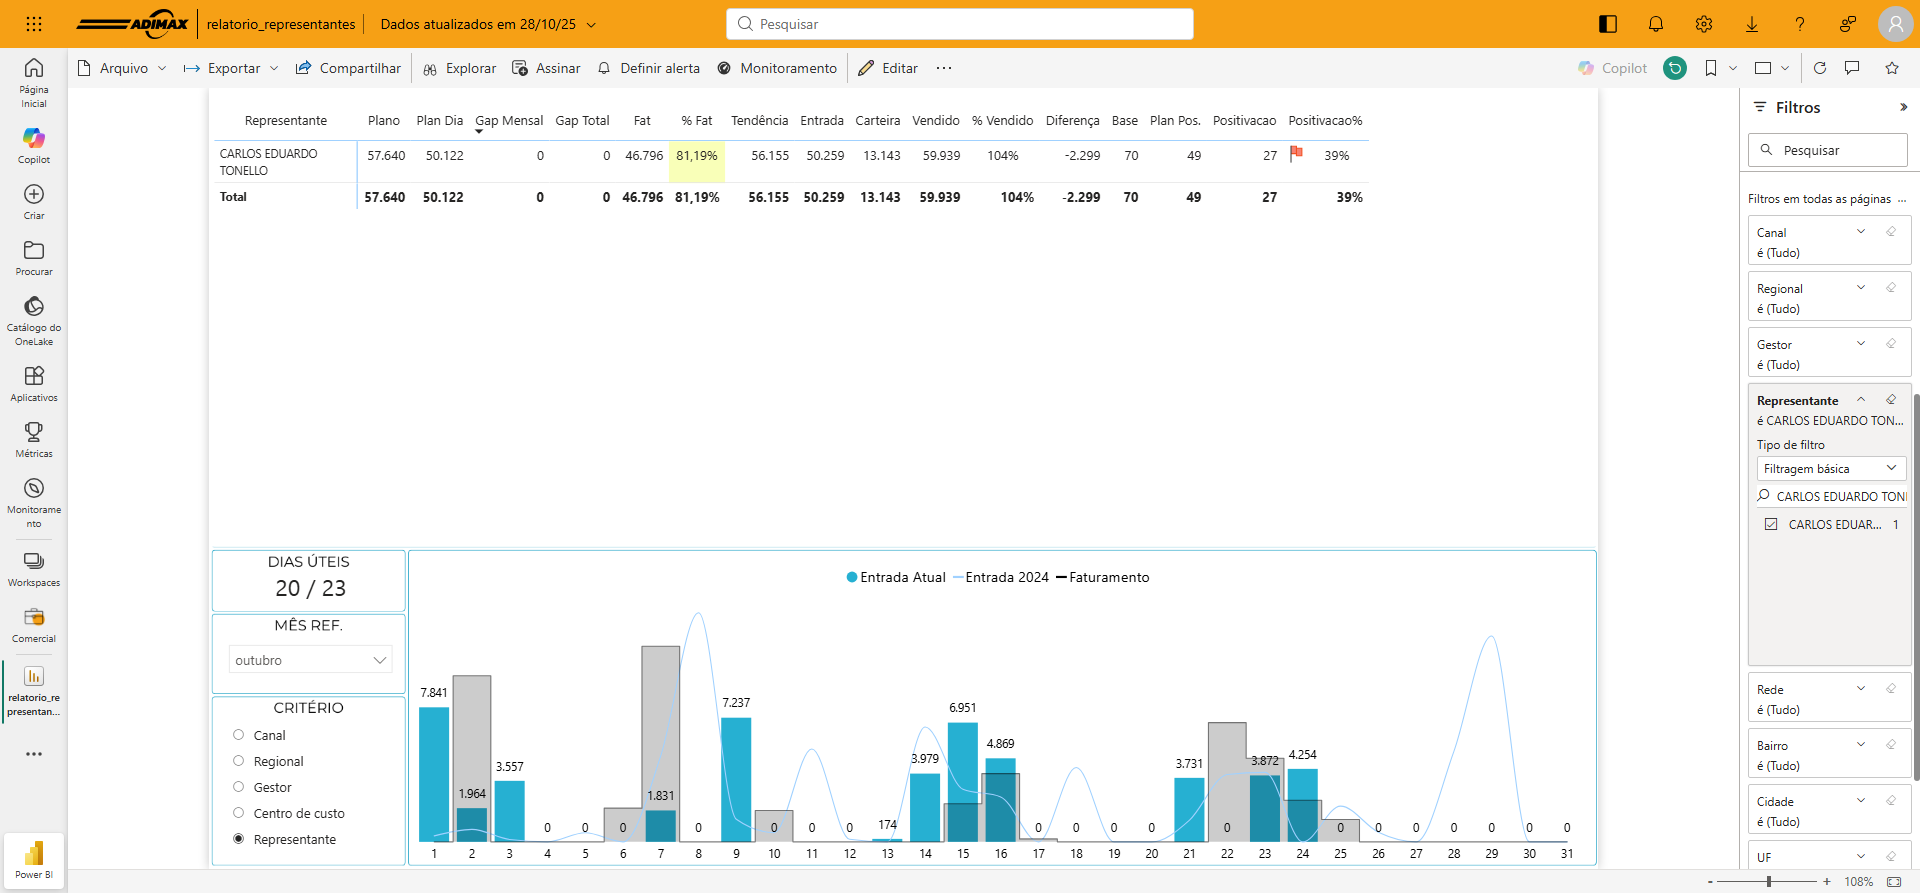 ADIMAX
relatorio_representantes
Dados atualizados em 28/10/25
Pesquisar
Arquivo
Exportar
Compartilhar
Explorar
Assinar
Definir alerta
Monitoramento
Editar
Copilot
Página
Inicial
Copilot
Criar
Procurar
Catálogo do
OneLake
Aplicativos
Métricas
Monitorame
nto
Workspaces
Comercial
relatorio_re
presentan...
Power BI
Representante Plano Plan Dia Gap Mensal Gap Total Fat % Fat Tendência Entrada Carteira Vendido % Vendido Diferença Base Plan Pos. Positivacao Positivacao%
CARLOS EDUARDO
TONELLO
57.640 50.122 0 0 46.796 81,19% 56.155 50.259 13.143 59.939 104% -2.299 70 49 27 39%
Total 57.640 50.122 0 0 46.796 81,19% 56.155 50.259 13.143 59.939 104% -2.299 70 49 27 39%
DIAS ÚTEIS
20 / 23
MÊS REF.
outubro
CRITÉRIO
Canal
Regional
Gestor
Centro de custo
Representante
Entrada Atual Entrada 2024 Faturamento
7.841 1.964 3.557 0 0 0 1.831 0 7.237 0 0 0 174 3.979 6.951 4.869 0 0 0 0 3.731 0 3.872 4.254 0 0 0 0 0 0 0
1 2 3 4 5 6 7 8 9 10 11 12 13 14 15 16 17 18 19 20 21 22 23 24 25 26 27 28 29 30 31
Filtros
Pesquisar
Filtros em todas as páginas ...
Canal
é (Tudo)
Regional
é (Tudo)
Gestor
é (Tudo)
Representante
é CARLOS EDUARDO TON...
Tipo de filtro
Filtragem básica
CARLOS EDUARDO TON
CARLOS EDUAR... 1
Rede
é (Tudo)
Bairro
é (Tudo)
Cidade
é (Tudo)
UF
- + 108%